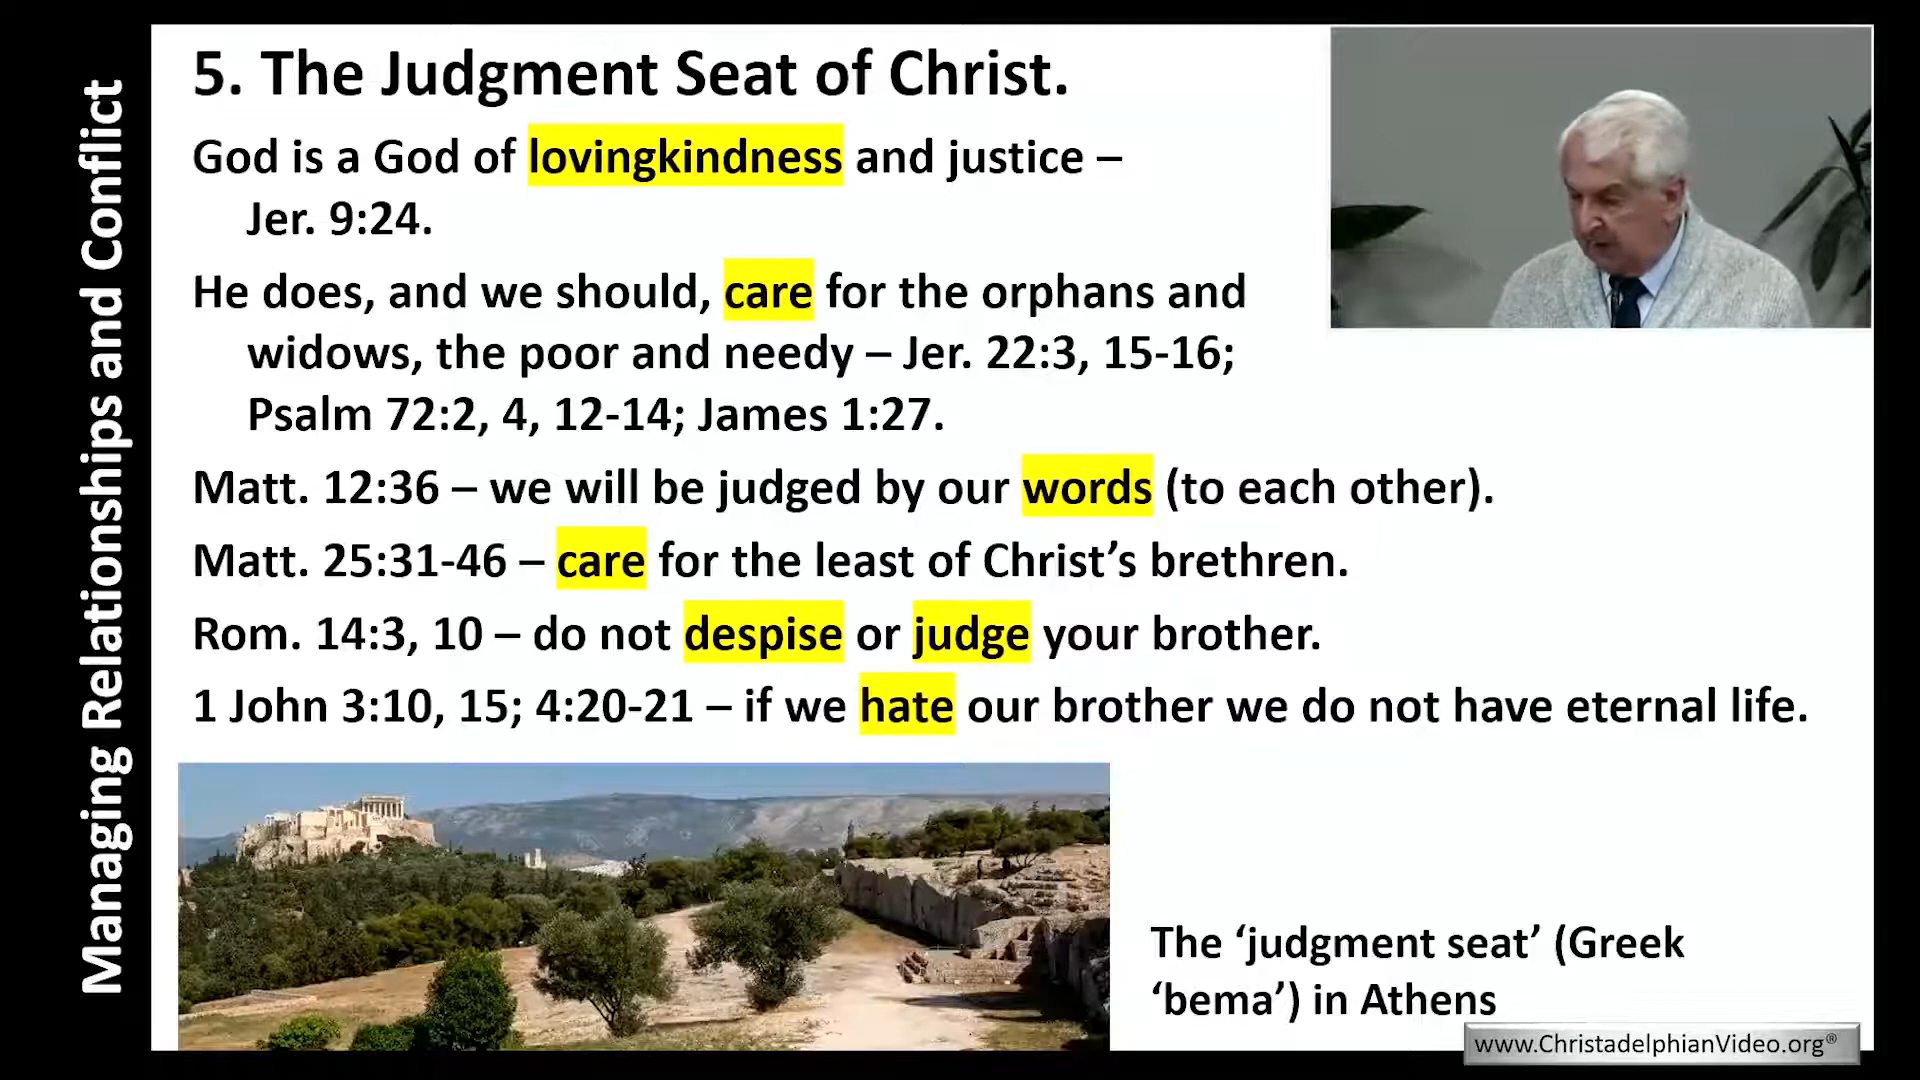 Managing Relationships and Conflict
5. The Judgment Seat of Christ.
God is a God of lovingkindness and justice –
Jer. 9:24.
He does, and we should, care for the orphans and
widows, the poor and needy – Jer. 22:3, 15-16;
Psalm 72:2, 4, 12-14; James 1:27.
Matt. 12:36 – we will be judged by our words (to each other).
Matt. 25:31-46 – care for the least of Christ’s brethren.
Rom. 14:3, 10 – do not despise or judge your brother.
1 John 3:10, 15; 4:20-21 – if we hate our brother we do not have eternal life.
The ‘judgment seat’ (Greek
‘bema’) in Athens
www.ChristadelphianVideo.org®